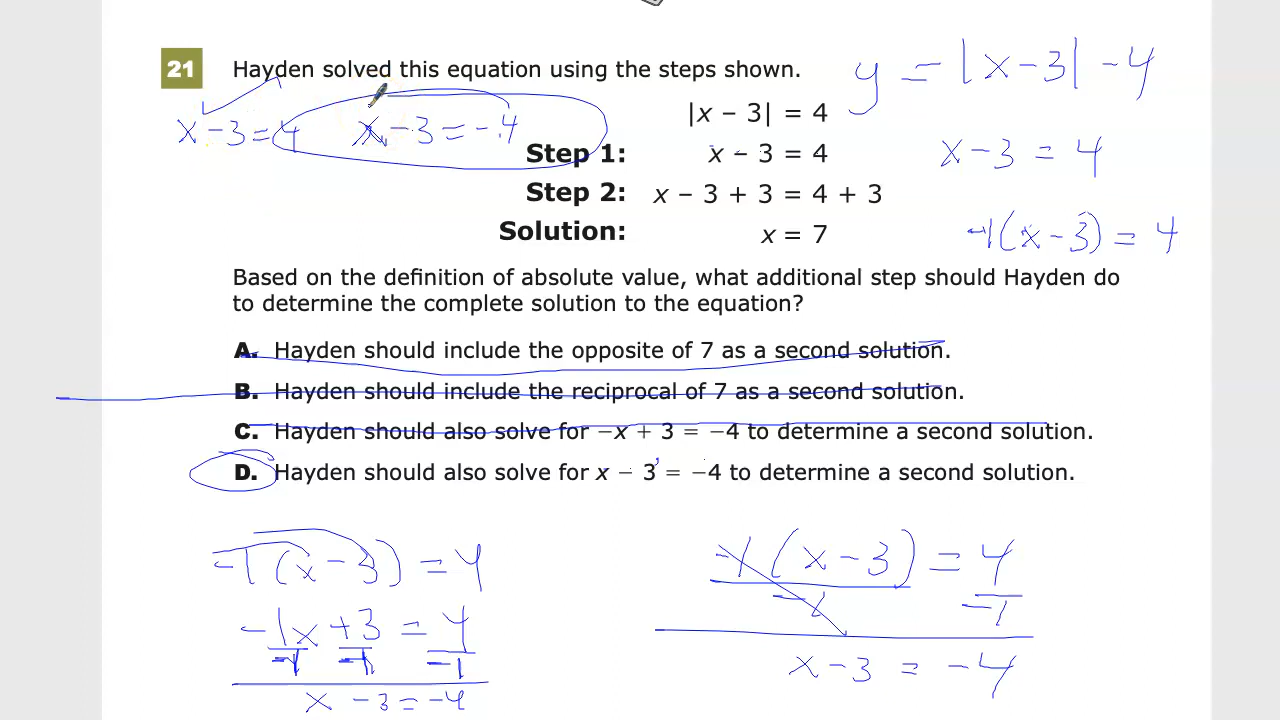 21 Hayden solved this equation using the steps shown.
y = |x - 3| - 4
|x − 3| = 4
x - 3 = 4 x - 3 = -4
Step 1: x − 3 = 4
x - 3 = 4
Step 2: x − 3 + 3 = 4 + 3
Solution: x = 7
-1(x - 3) = 4
Based on the definition of absolute value, what additional step should Hayden do
to determine the complete solution to the equation?
A. Hayden should include the opposite of 7 as a second solution.
B. Hayden should include the reciprocal of 7 as a second solution.
C. Hayden should also solve for −x + 3 = −4 to determine a second solution.
D. Hayden should also solve for x − 3 = −4 to determine a second solution.
-1(x - 3) = 4
-1x + 3 = 4
-1 -1 -1
x - 3 = -4
-1(x - 3) = 4
-1 -1
x - 3 = -4